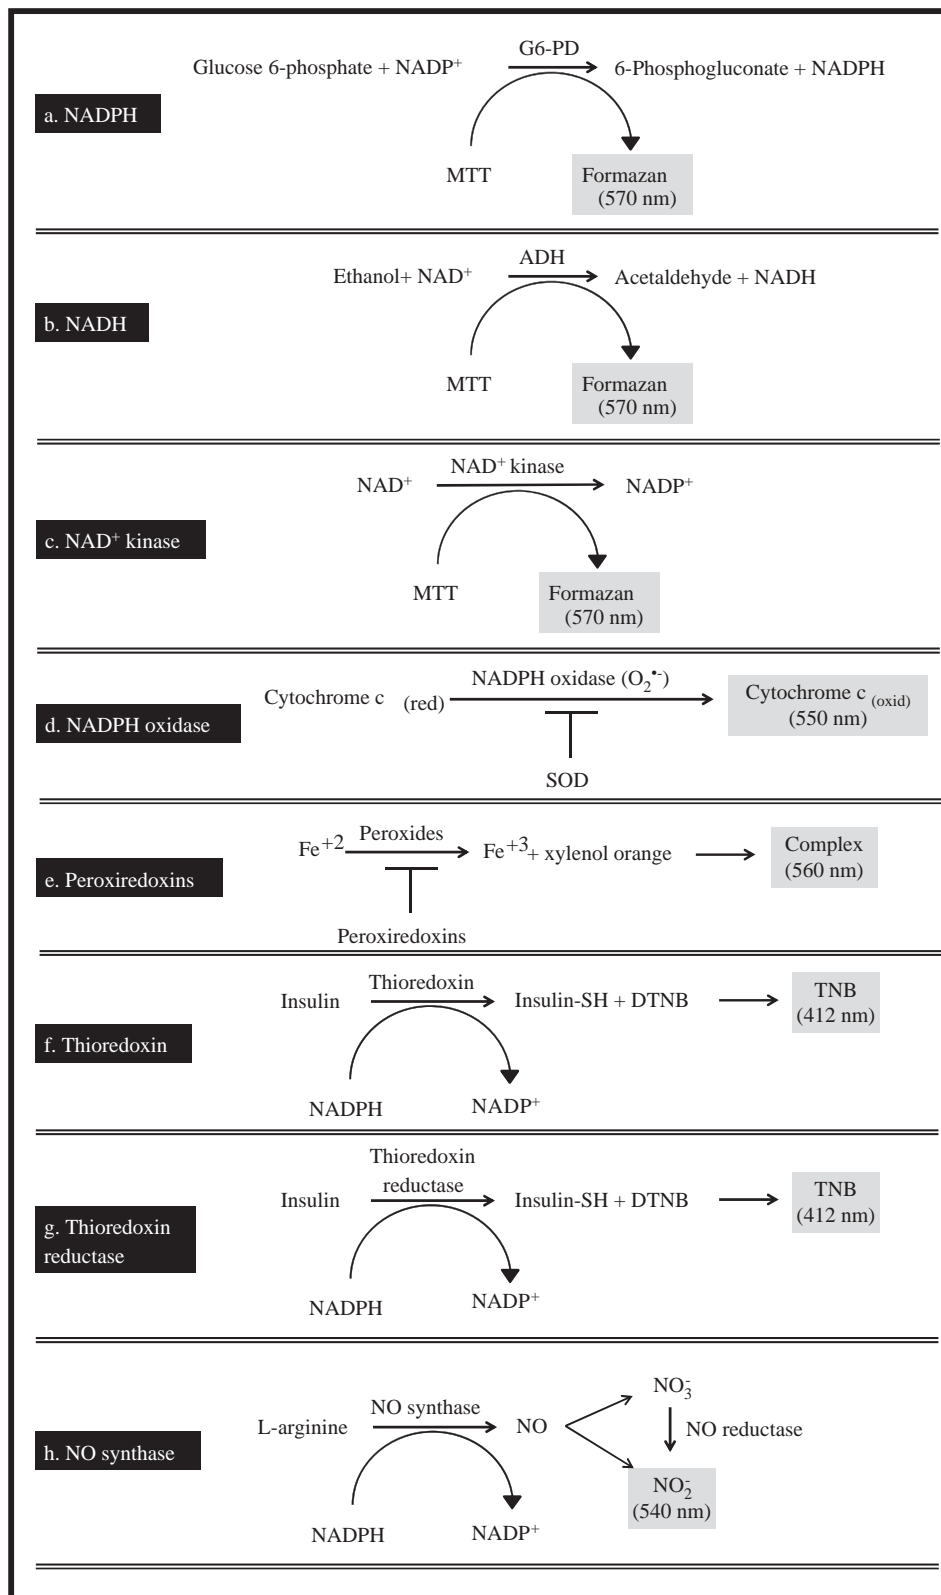 G6-PD
Glucose 6-phosphate + NADP⁺ 6-Phosphogluconate + NADPH
a. NADPH
MTT Formazan
(570 nm)
ADH
Ethanol+ NAD⁺ Acetaldehyde + NADH
b. NADH
MTT Formazan
(570 nm)
NAD⁺ kinase
NAD⁺ NADP⁺
c. NAD⁺ kinase
MTT Formazan
(570 nm)
NADPH oxidase (O₂•⁻)
Cytochrome c (red) Cytochrome c (oxid)
(550 nm)
d. NADPH oxidase
SOD
Peroxides
Fe⁺² Fe⁺³ + xylenol orange Complex
(560 nm)
e. Peroxiredoxins
Peroxiredoxins
Thioredoxin
Insulin Insulin-SH + DTNB TNB
(412 nm)
f. Thioredoxin
NADPH NADP⁺
Thioredoxin
reductase
Insulin Insulin-SH + DTNB TNB
(412 nm)
g. Thioredoxin
reductase
NADPH NADP⁺
NO₃⁻
NO synthase
L-arginine NO NO reductase
h. NO synthase
NO₂⁻
(540 nm)
NADPH NADP⁺